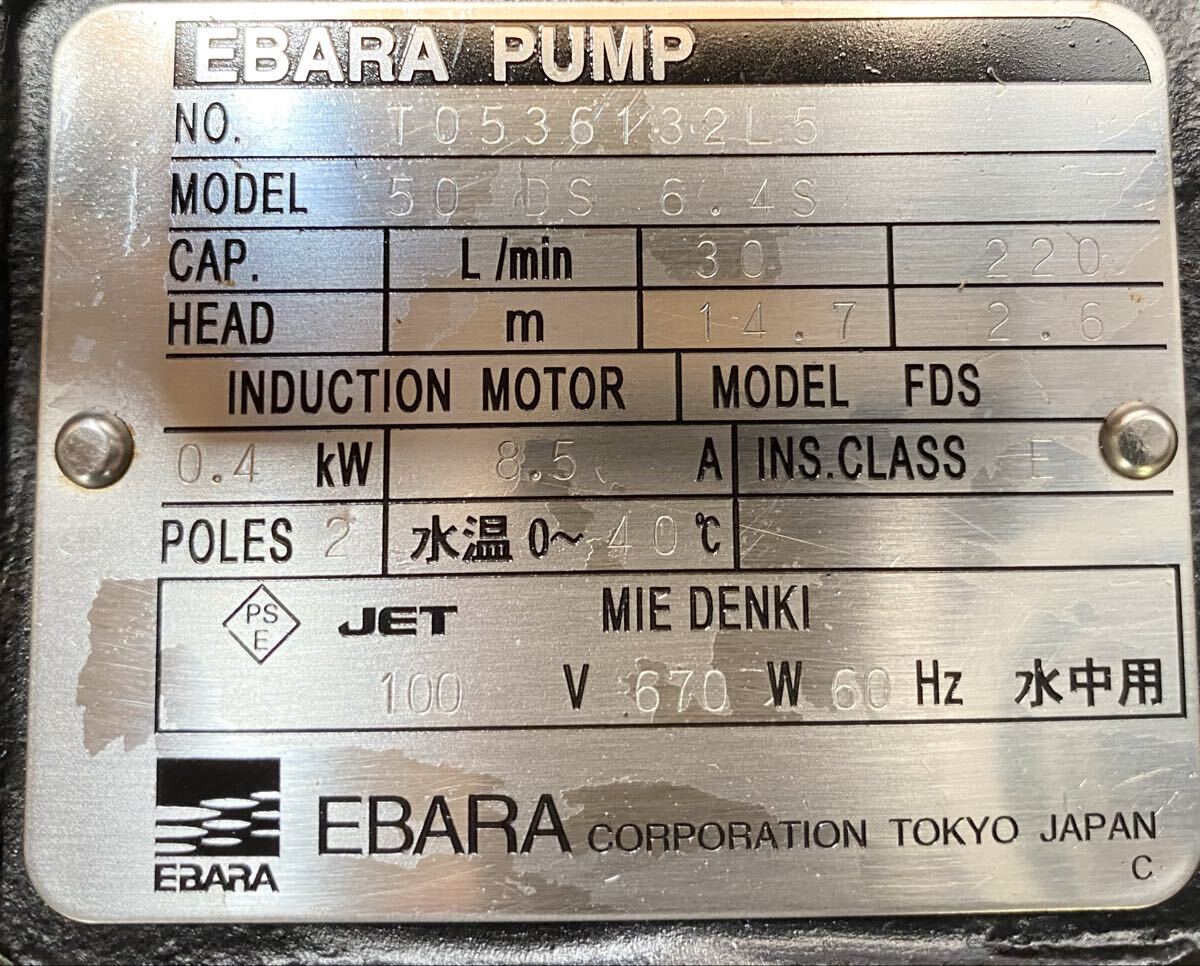 EBARA PUMP
NO. T0536132L5
MODEL 50 DS 6.4S
CAP. L/min 30 220
HEAD m 14.7 2.6
INDUCTION MOTOR MODEL FDS
0.4 kW 8.5 A INS.CLASS E
POLES 2 水温 0~40℃
PS E JET MIE DENKI
100 V 670 W 60 Hz 水中用
EBARA EBARA CORPORATION TOKYO JAPAN
C